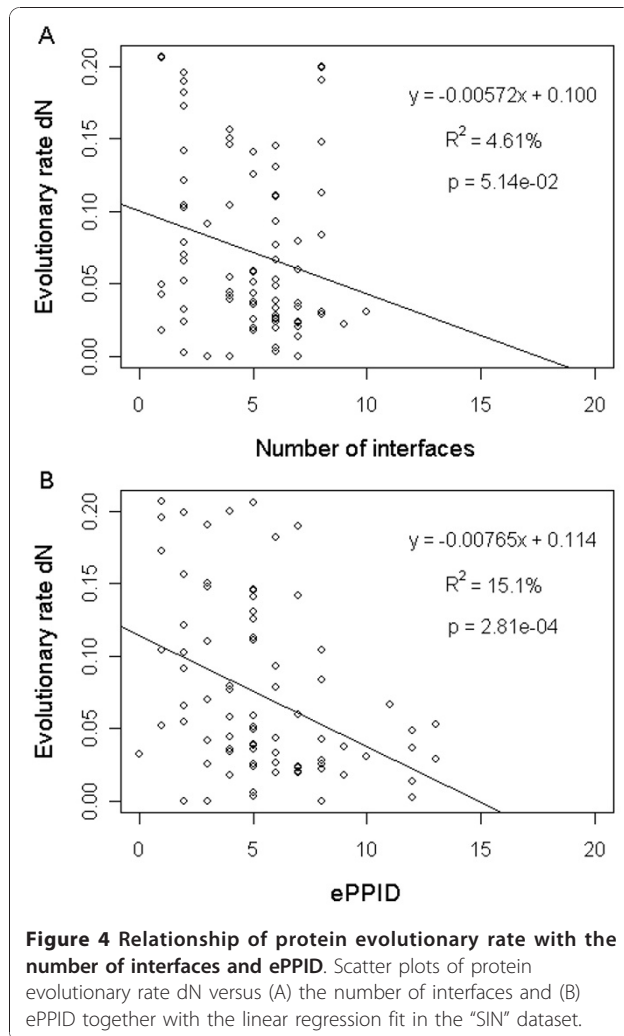 A
0.00 0.05 0.10 0.15 0.20
Evolutionary rate dN
y = -0.00572x + 0.100
R² = 4.61%
p = 5.14e-02
0 5 10 15 20
Number of interfaces
B
0.00 0.05 0.10 0.15 0.20
Evolutionary rate dN
y = -0.00765x + 0.114
R² = 15.1%
p = 2.81e-04
0 5 10 15 20
ePPID
Figure 4 Relationship of protein evolutionary rate with the
number of interfaces and ePPID. Scatter plots of protein
evolutionary rate dN versus (A) the number of interfaces and (B)
ePPID together with the linear regression fit in the “SIN” dataset.